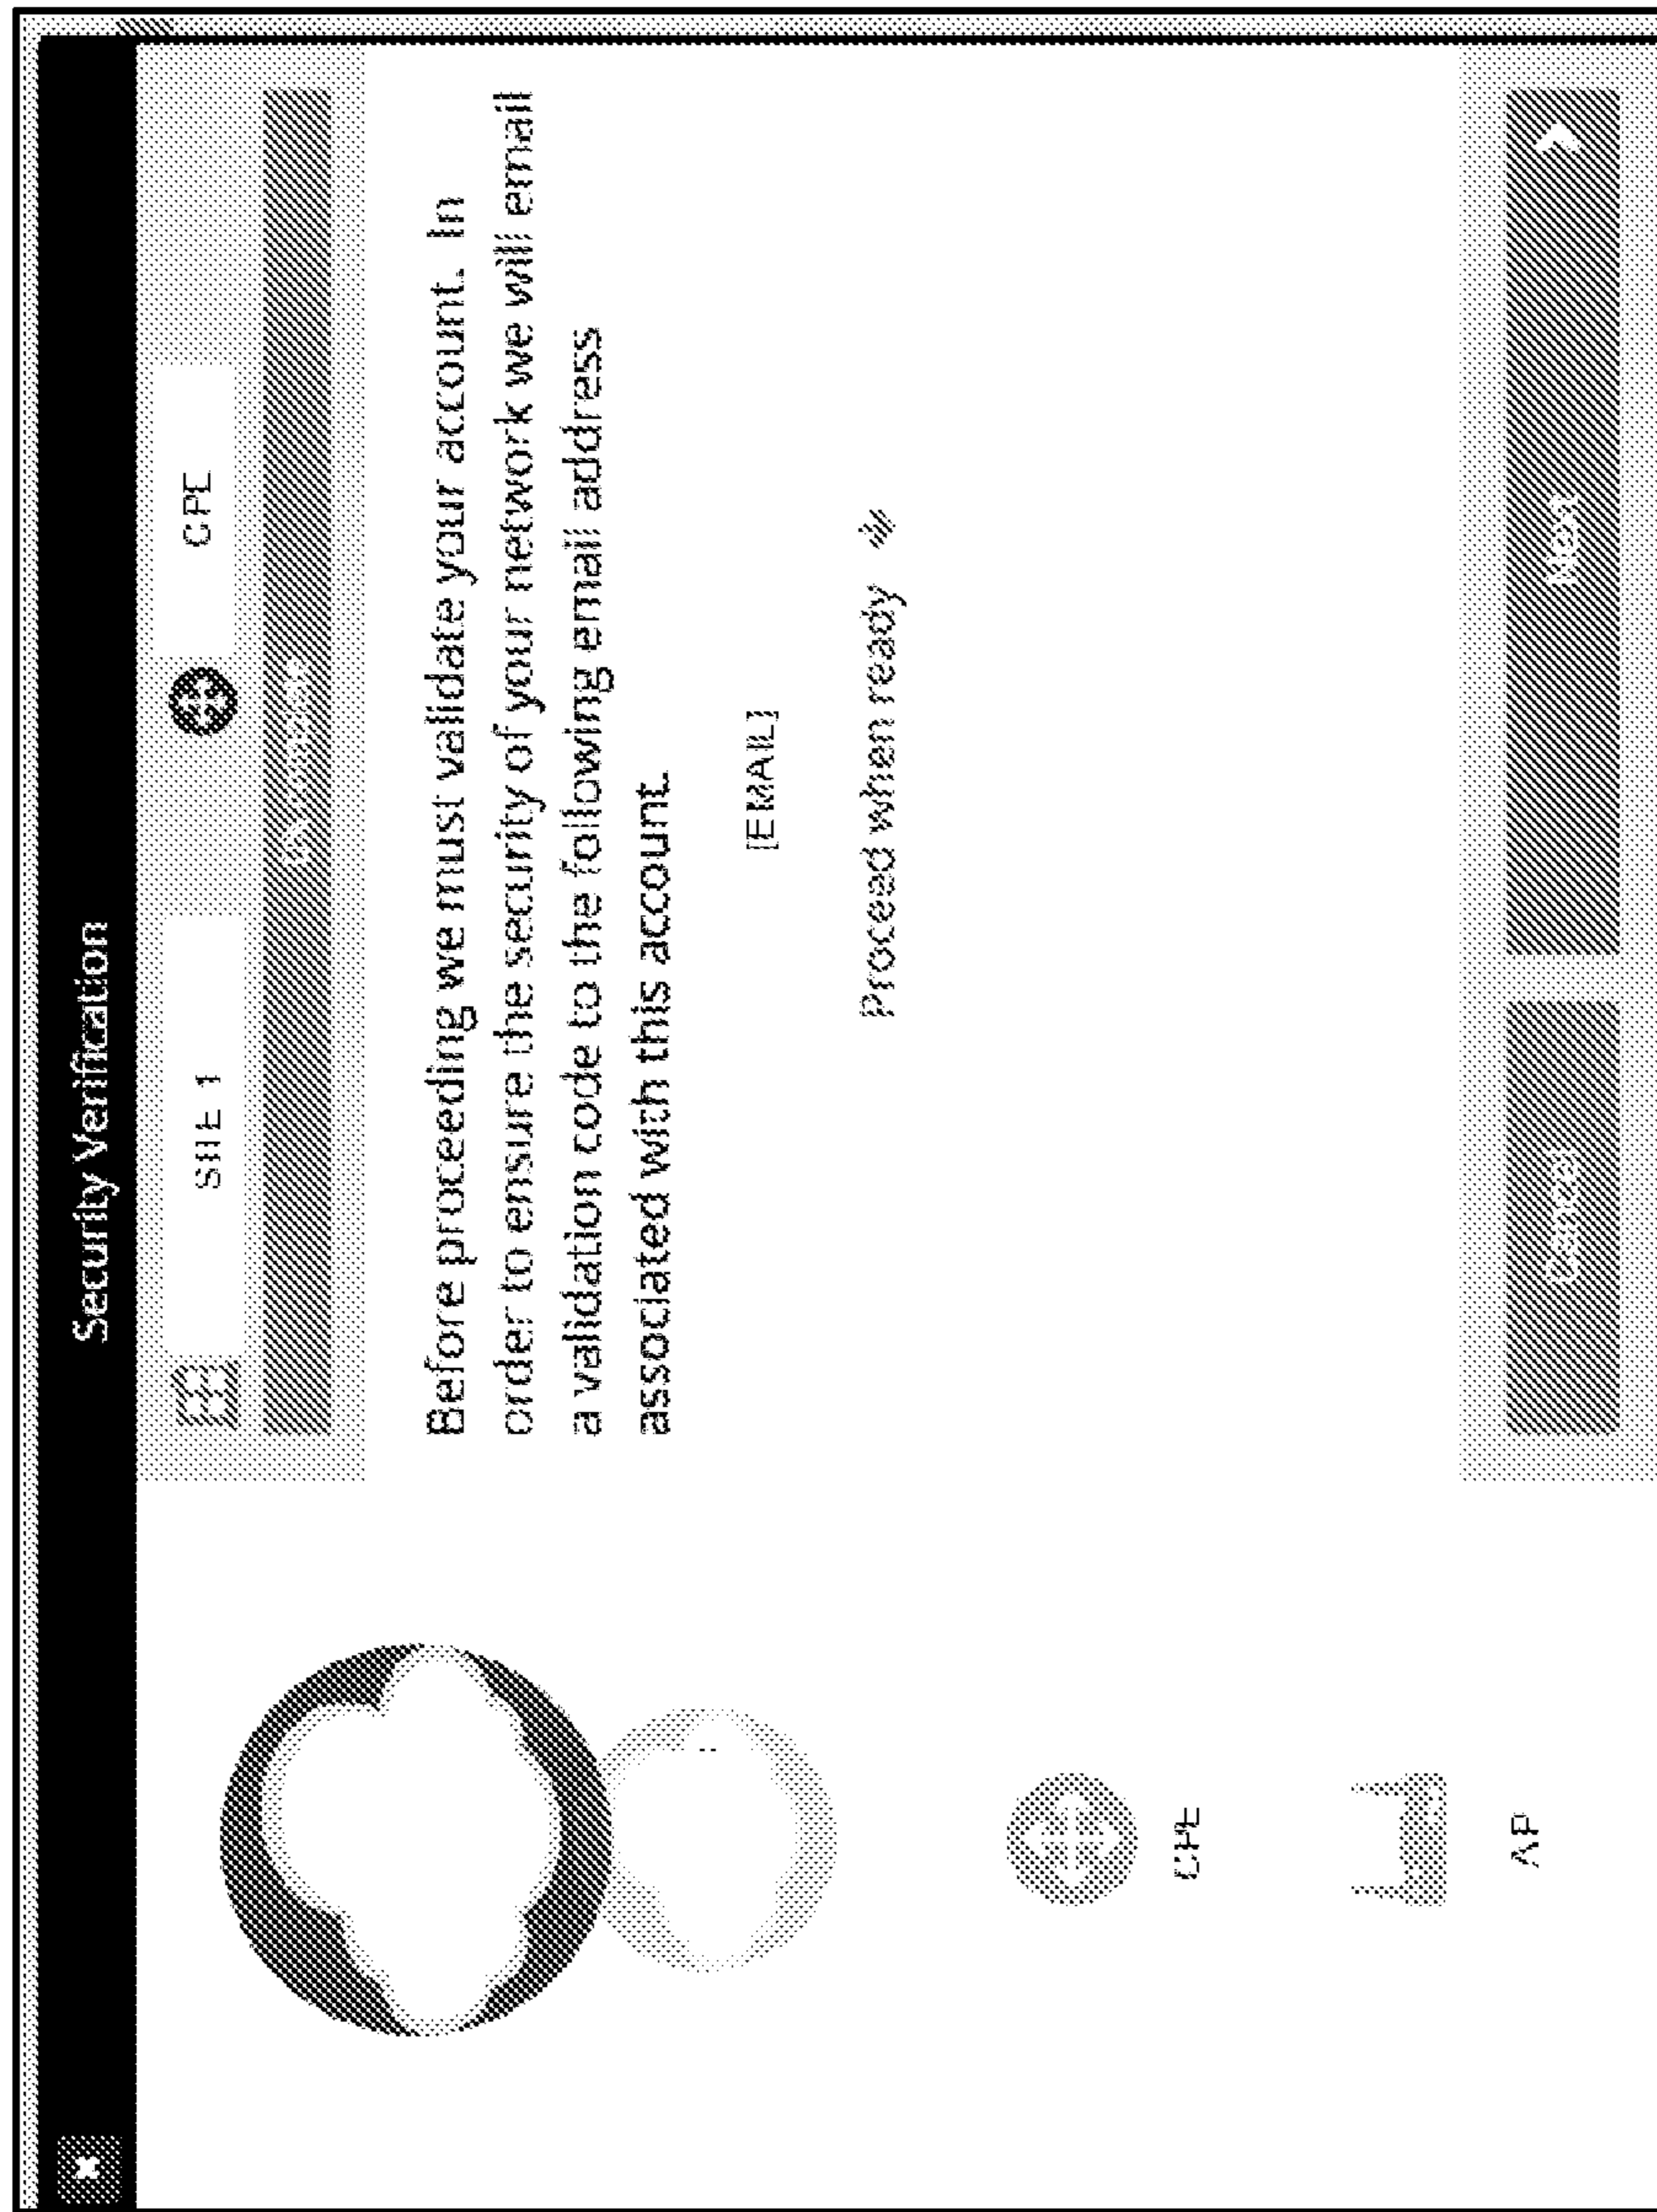 Security Verification
SITE 1
CPE
Before proceeding we must validate your account. In
order to ensure the security of your network we will email
a validation code to the following email address
associated with this account.
[EMAIL]
Proceed when ready
CPE
AP
Cancel
Next